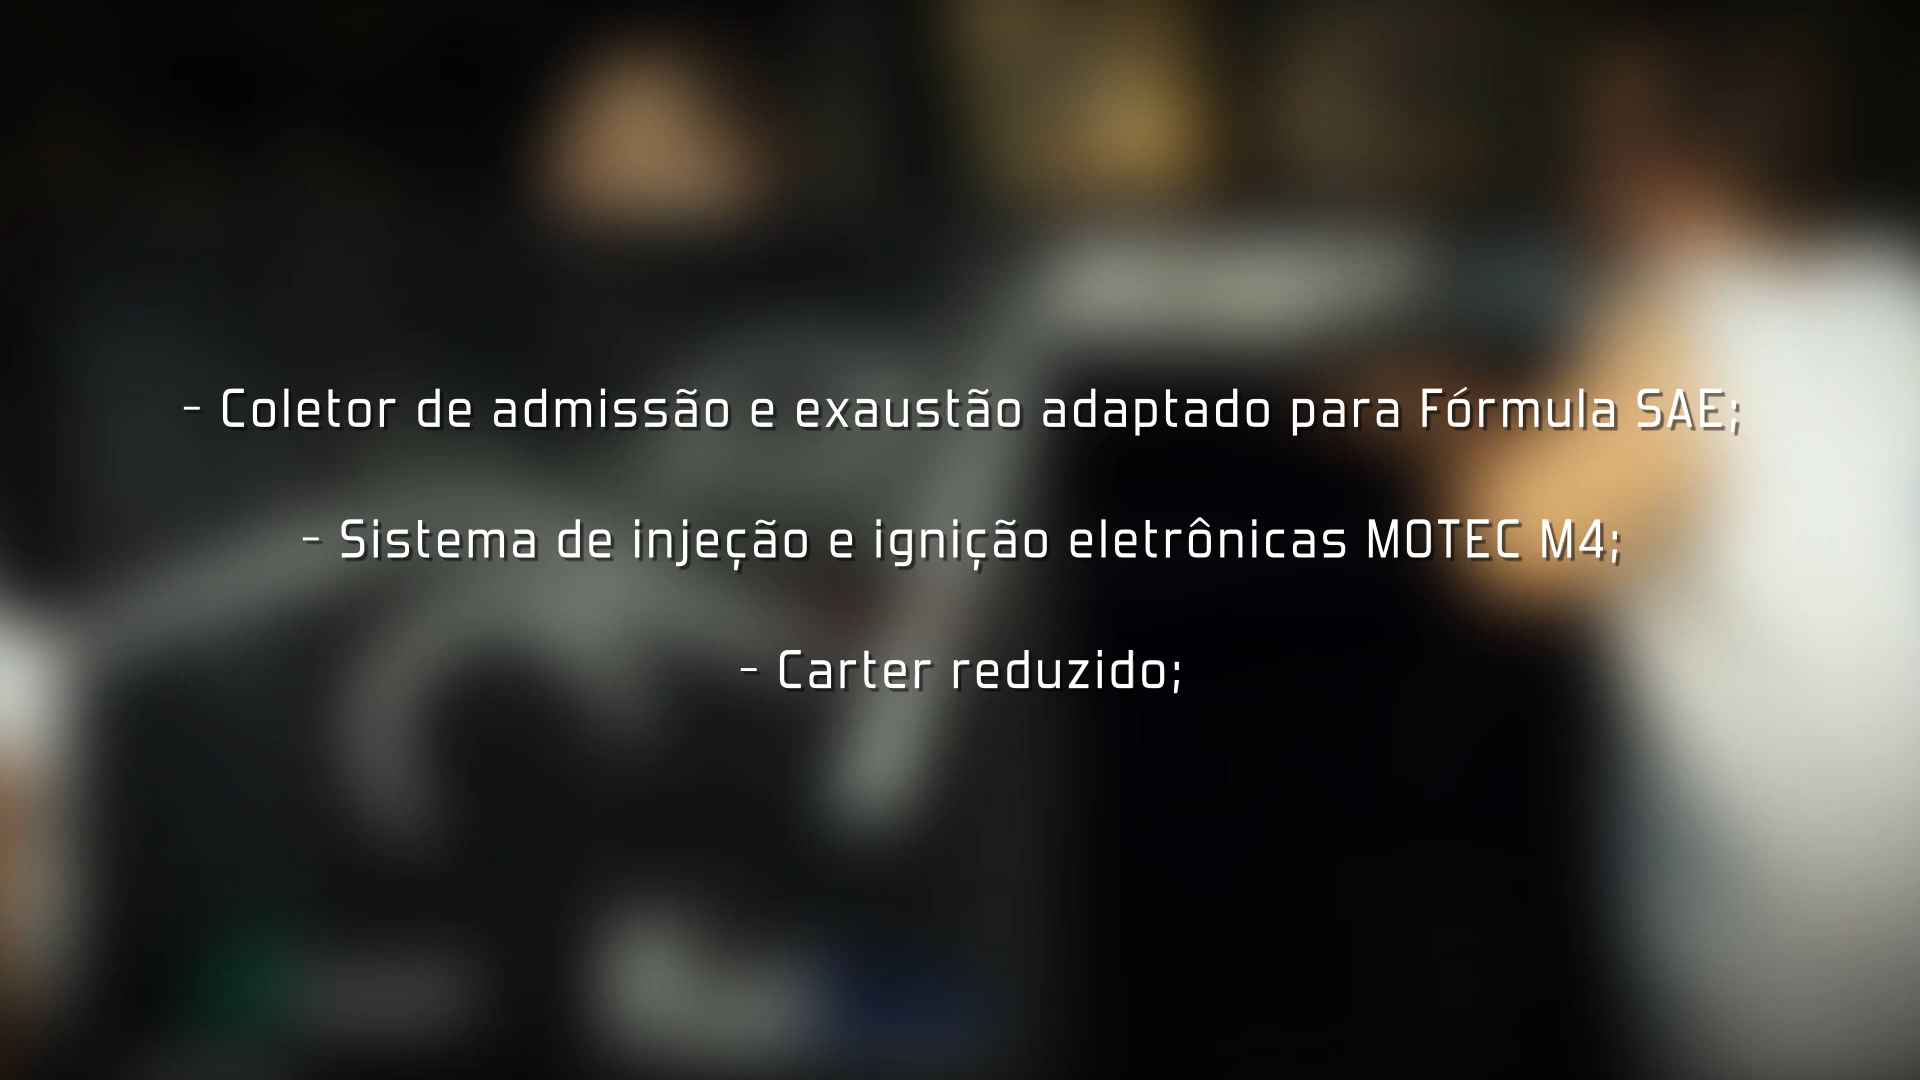 - Coletor de admissão e exaustão adaptado para Fórmula SAE;
- Sistema de injeção e ignição eletrônicas MOTEC M4;
- Carter reduzido;